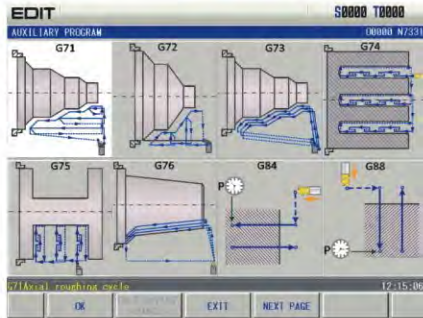 EDIT S0000 T0000
AUXILIARY PROGRAM O0000 N7331
G71 G72 G73 G74
G75 G76 G84 G88
P
P
G71Axial roughing cycle 12:15:06
OK EXIT NEXT PAGE